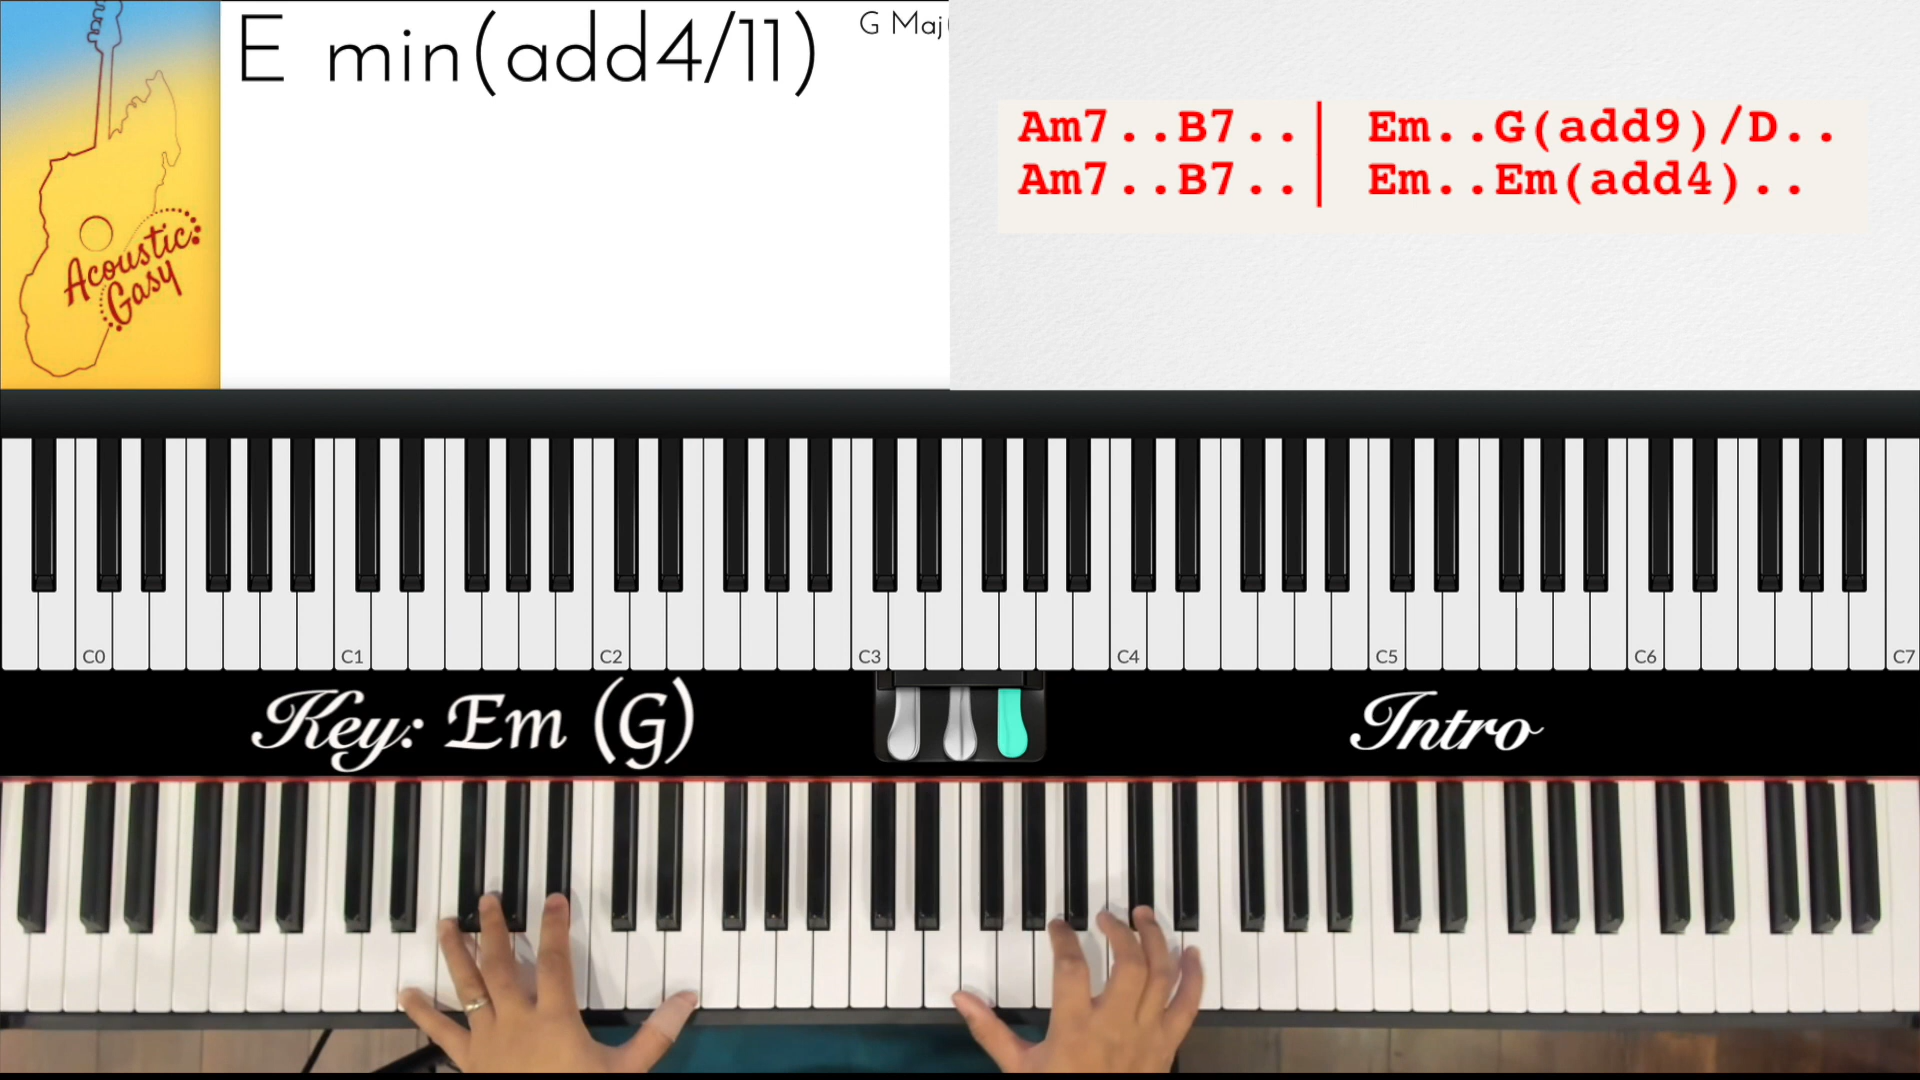 E min(add4/11)
G Maj
Am7..B7..| Em..G(add9)/D..
Am7..B7..| Em..Em(add4)..
Acoustic
Gasy
C0 C1 C2 C3 C4 C5 C6 C7
Key: Em (G)
Intro